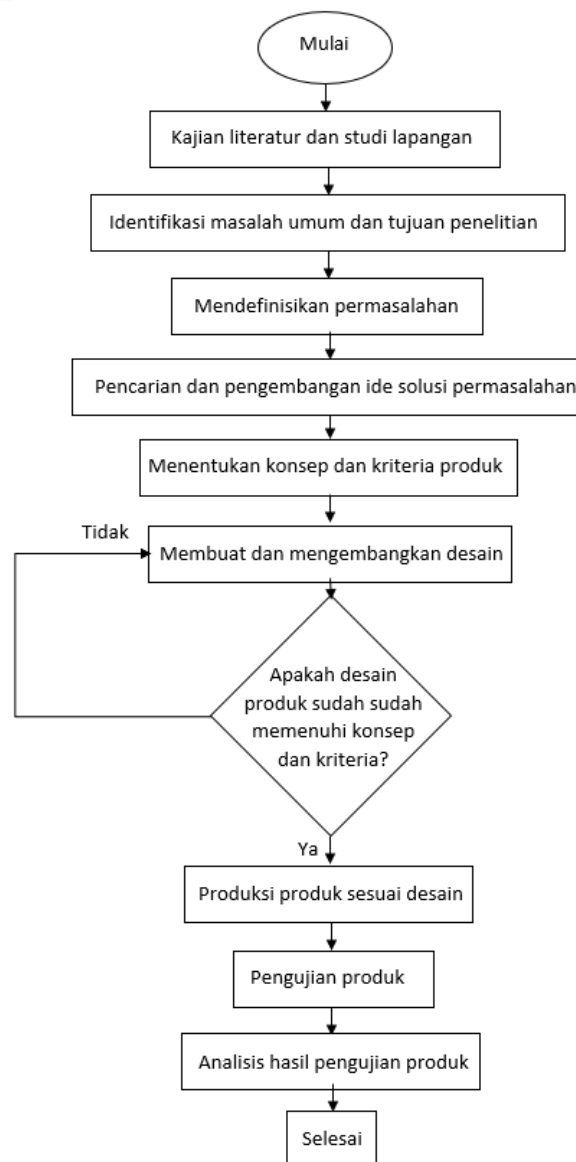 Mulai
Kajian literatur dan studi lapangan
Identifikasi masalah umum dan tujuan penelitian
Mendefinisikan permasalahan
Pencarian dan pengembangan ide solusi permasalahan
Menentukan konsep dan kriteria produk
Tidak
Membuat dan mengembangkan desain
Apakah desain
produk sudah sudah
memenuhi konsep
dan kriteria?
Ya
Produksi produk sesuai desain
Pengujian produk
Analisis hasil pengujian produk
Selesai